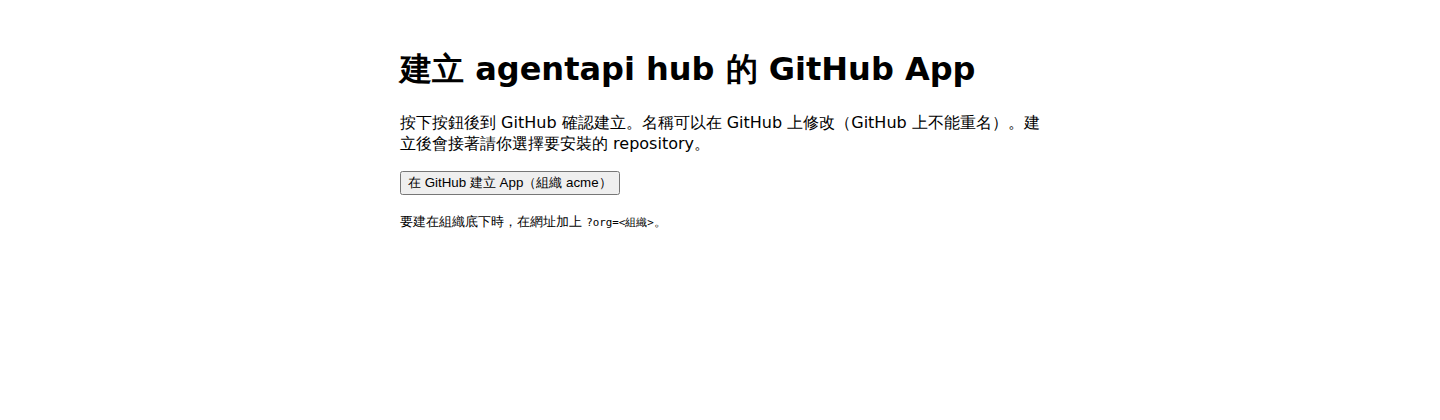 建立 agentapi hub 的 GitHub App
按下按鈕後到 GitHub 確認建立。名稱可以在 GitHub 上修改（GitHub 上不能重名）。建
立後會接著請你選擇要安裝的 repository。
在 GitHub 建立 App（組織 acme）
要建在組織底下時，在網址加上 ?org=<組織>。